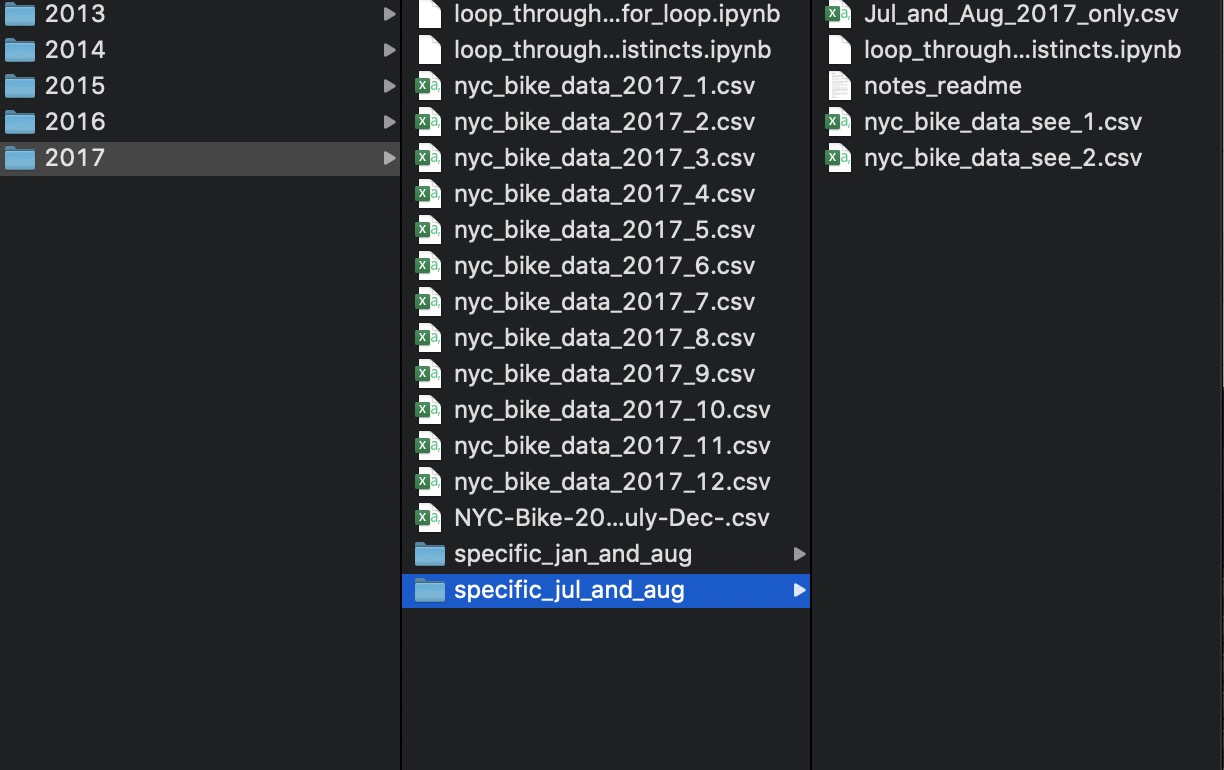 2013
2014
2015
2016
2017
loop_through...for_loop.ipynb
loop_through...istincts.ipynb
nyc_bike_data_2017_1.csv
nyc_bike_data_2017_2.csv
nyc_bike_data_2017_3.csv
nyc_bike_data_2017_4.csv
nyc_bike_data_2017_5.csv
nyc_bike_data_2017_6.csv
nyc_bike_data_2017_7.csv
nyc_bike_data_2017_8.csv
nyc_bike_data_2017_9.csv
nyc_bike_data_2017_10.csv
nyc_bike_data_2017_11.csv
nyc_bike_data_2017_12.csv
NYC-Bike-20...uly-Dec-.csv
specific_jan_and_aug
specific_jul_and_aug
Jul_and_Aug_2017_only.csv
loop_through...istincts.ipynb
notes_readme
nyc_bike_data_see_1.csv
nyc_bike_data_see_2.csv